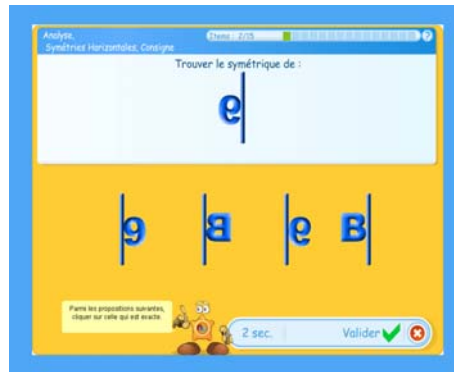 Analyse,
Symétries Horizontales, Consigne
Items : 2/15
?
Trouver le symétrique de :
B
Parmi les propositions suivantes,
cliquer sur celle qui est exacte.
2 sec.
Valider